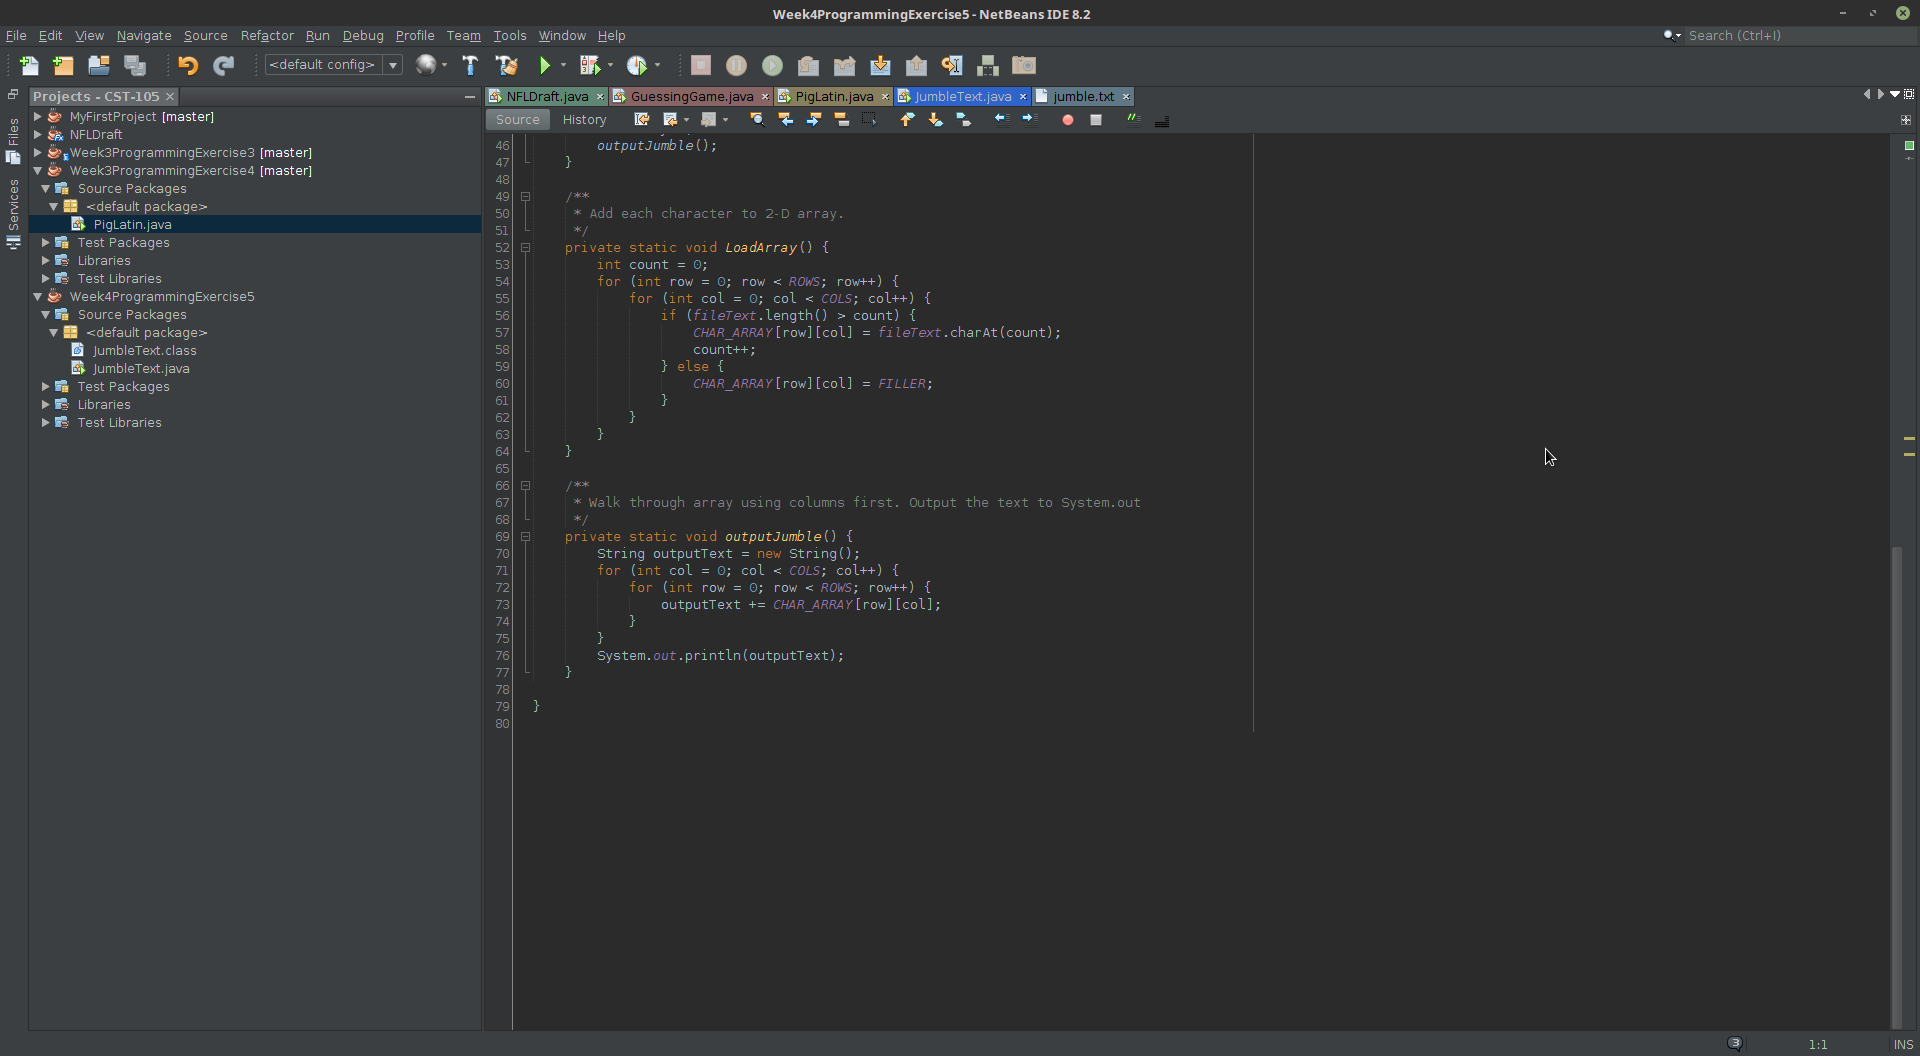 Week4ProgrammingExercise5 - NetBeans IDE 8.2
File Edit View Navigate Source Refactor Run Debug Profile Team Tools Window Help
Search (Ctrl+I)
<default config>
Projects - CST-105
Files
Services
MyFirstProject [master]
NFLDraft
Week3ProgrammingExercise3 [master]
Week3ProgrammingExercise4 [master]
Source Packages
<default package>
PigLatin.java
Test Packages
Libraries
Test Libraries
Week4ProgrammingExercise5
Source Packages
<default package>
JumbleText.class
JumbleText.java
Test Packages
Libraries
Test Libraries
NFLDraft.java GuessingGame.java PigLatin.java JumbleText.java jumble.txt
Source History
46         outputJumble();
47     }
48
49     /**
50      * Add each character to 2-D array.
51      */
52     private static void LoadArray() {
53         int count = 0;
54         for (int row = 0; row < ROWS; row++) {
55             for (int col = 0; col < COLS; col++) {
56                 if (fileText.length() > count) {
57                     CHAR_ARRAY[row][col] = fileText.charAt(count);
58                     count++;
59                 } else {
60                     CHAR_ARRAY[row][col] = FILLER;
61                 }
62             }
63         }
64     }
65
66     /**
67      * Walk through array using columns first. Output the text to System.out
68      */
69     private static void outputJumble() {
70         String outputText = new String();
71         for (int col = 0; col < COLS; col++) {
72             for (int row = 0; row < ROWS; row++) {
73                 outputText += CHAR_ARRAY[row][col];
74             }
75         }
76         System.out.println(outputText);
77     }
78
79 }
80
3
1:1
INS